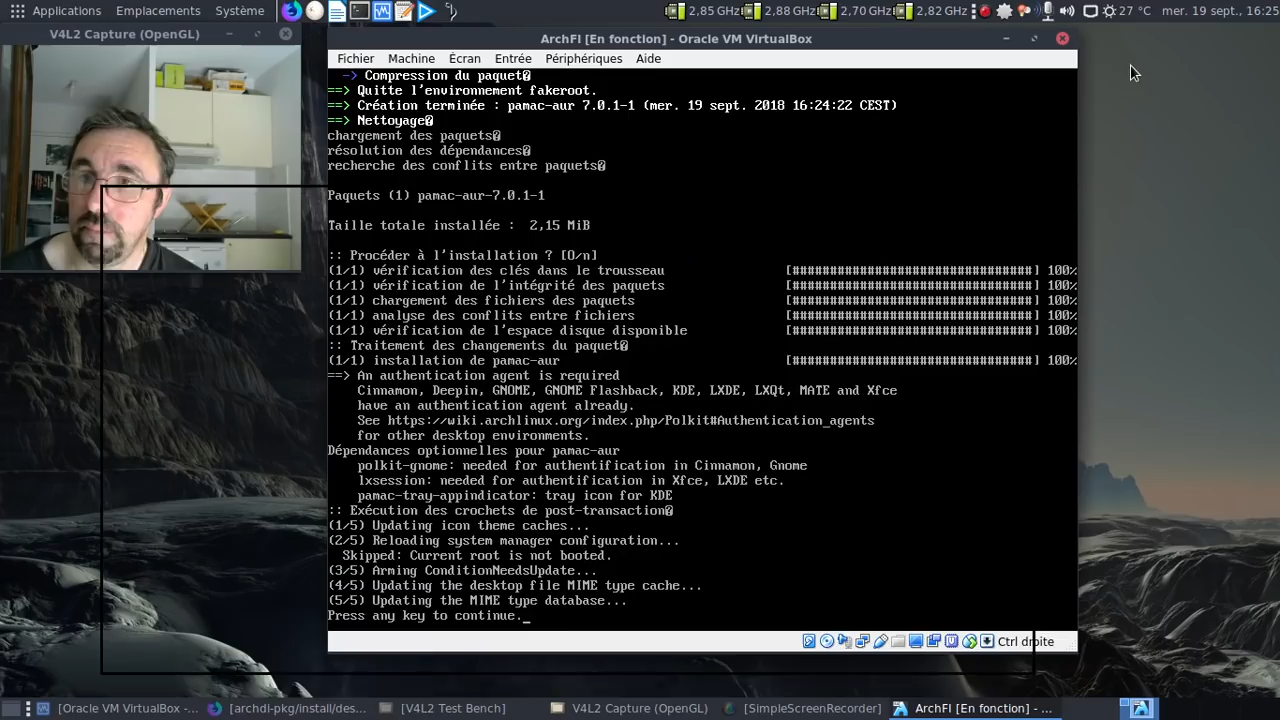 Applications Emplacements Système 2,85 GHz 2,88 GHz 2,70 GHz 2,82 GHz 27 °C mer. 19 sept., 16:25
V4L2 Capture (OpenGL)
ArchFI [En fonction] - Oracle VM VirtualBox
Fichier Machine Écran Entrée Périphériques Aide
-> Compression du paquet�
==> Quitte l'environnement fakeroot.
==> Création terminée : pamac-aur 7.0.1-1 (mer. 19 sept. 2018 16:24:22 CEST)
==> Nettoyage�
chargement des paquets�
résolution des dépendances�
recherche des conflits entre paquets�
Paquets (1) pamac-aur-7.0.1-1
Taille totale installée :  2,15 MiB
:: Procéder à l'installation ? [O/n]
(1/1) vérification des clés dans le trousseau [################################] 100%
(1/1) vérification de l'intégrité des paquets [################################] 100%
(1/1) chargement des fichiers des paquets [################################] 100%
(1/1) analyse des conflits entre fichiers [################################] 100%
(1/1) vérification de l'espace disque disponible [################################] 100%
:: Traitement des changements du paquet�
(1/1) installation de pamac-aur [################################] 100%
==> An authentication agent is required
Cinnamon, Deepin, GNOME, GNOME Flashback, KDE, LXDE, LXQt, MATE and Xfce
have an authentication agent already.
See https://wiki.archlinux.org/index.php/Polkit#Authentication_agents
for other desktop environments.
Dépendances optionnelles pour pamac-aur
polkit-gnome: needed for authentification in Cinnamon, Gnome
lxsession: needed for authentification in Xfce, LXDE etc.
pamac-tray-appindicator: tray icon for KDE
:: Exécution des crochets de post-transaction�
(1/5) Updating icon theme caches...
(2/5) Reloading system manager configuration...
Skipped: Current root is not booted.
(3/5) Arming ConditionNeedsUpdate...
(4/5) Updating the desktop file MIME type cache...
(5/5) Updating the MIME type database...
Press any key to continue._
Ctrl droite
[Oracle VM VirtualBox -... [archdi-pkg/install/des... [V4L2 Test Bench] V4L2 Capture (OpenGL) [SimpleScreenRecorder] ArchFI [En fonction] - ...